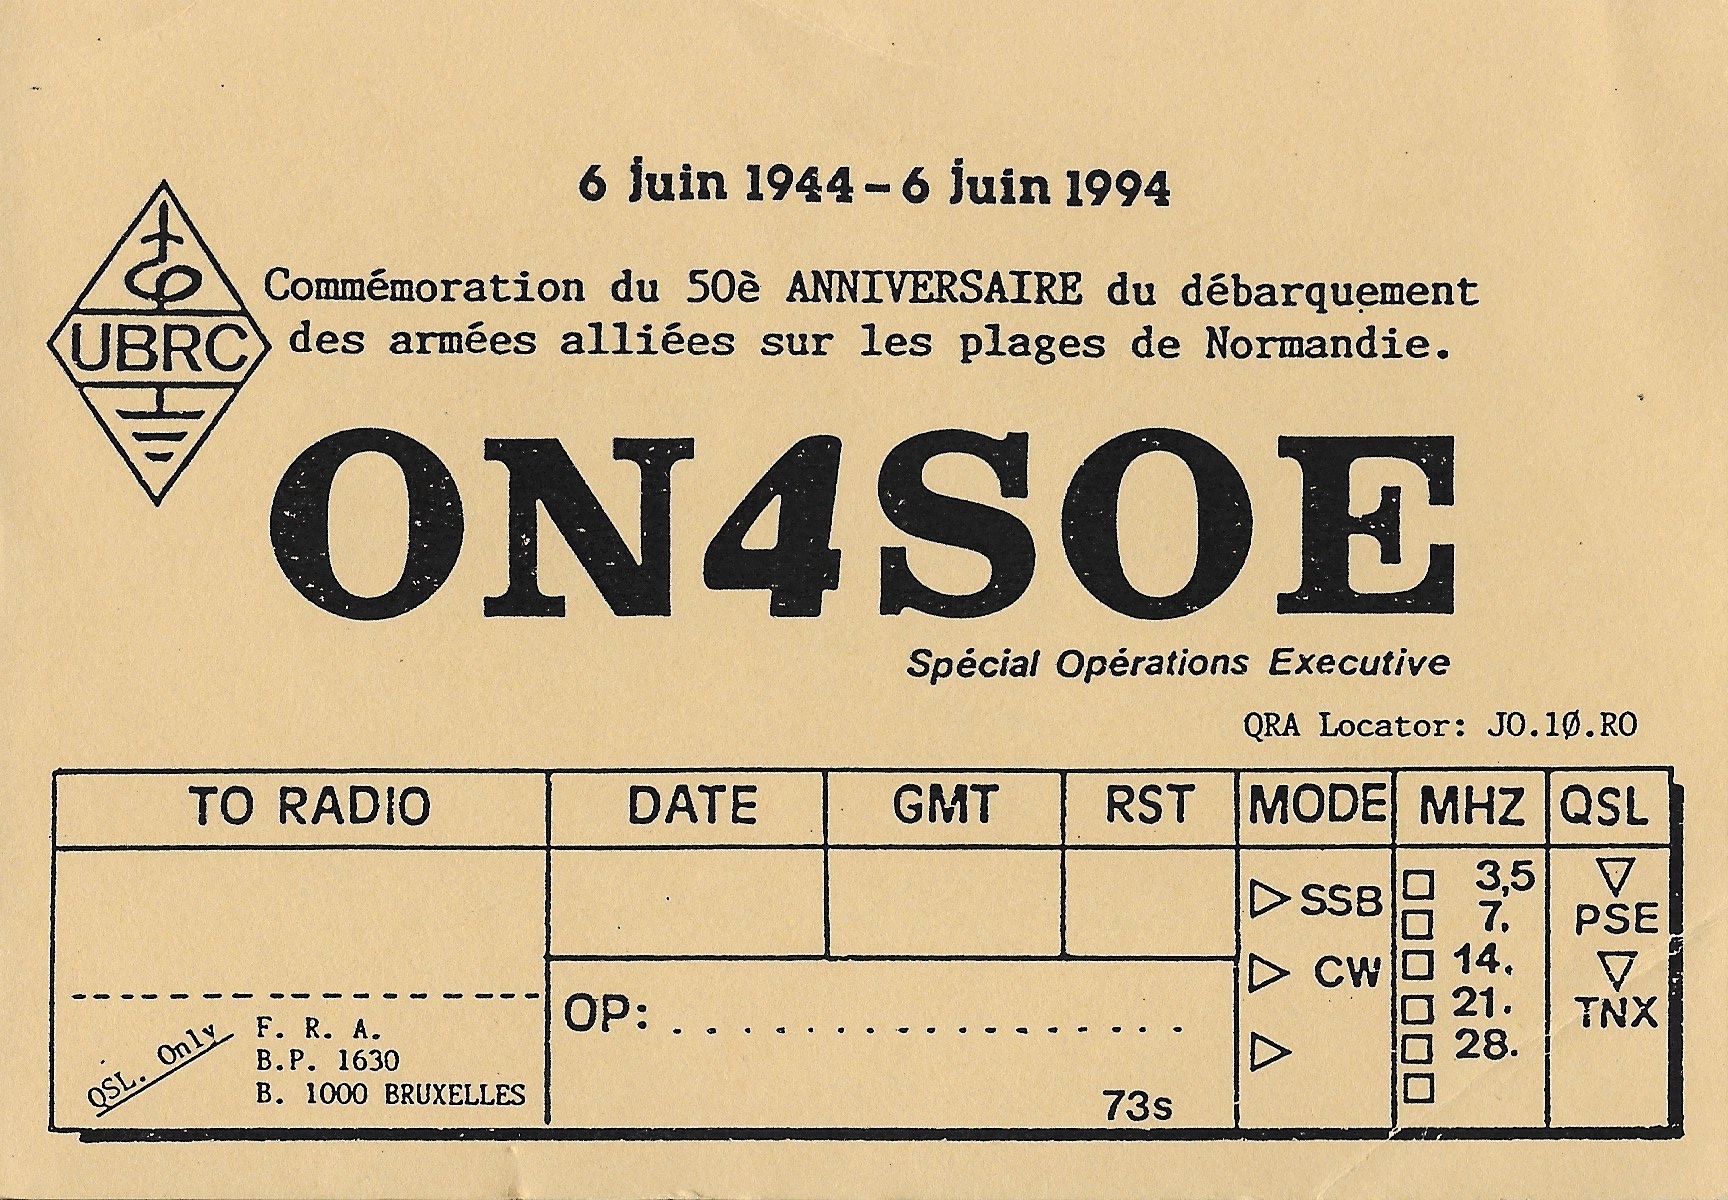 6 juin 1944-6 juin 1994
Commémoration du 50è ANNIVERSAIRE du débarquement
des armées alliées sur les plages de Normandie.
UBRC
ON4SOE
Spécial Opérations Executive
QRA Locator: JO.1Ø.RO
TO RADIO DATE GMT RST MODE MHZ QSL
SSB
CW
3,5
7.
14.
21.
28.
PSE
TNX
OP: . . . . . . . . . . . . . . . . . .
73s
QSL. Only
F. R. A.
B.P. 1630
B. 1000 BRUXELLES